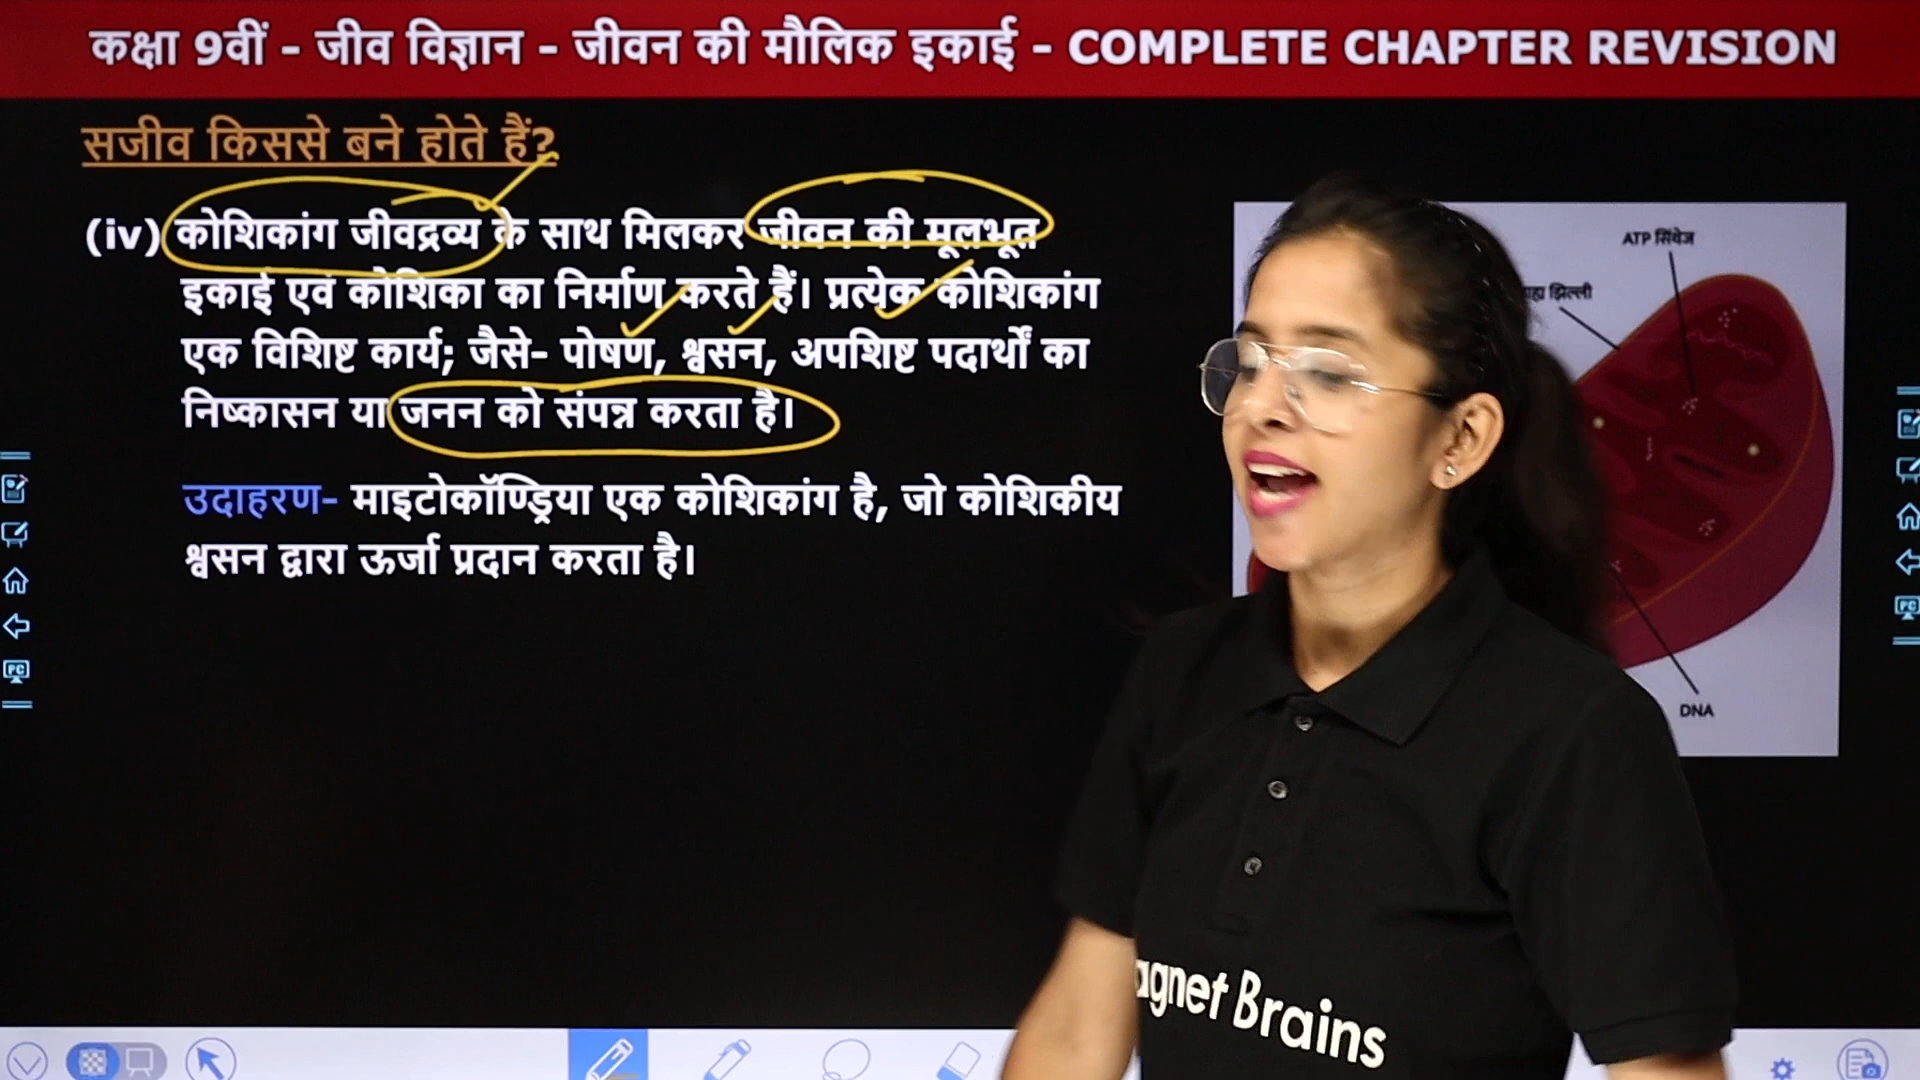 कक्षा 9वीं - जीव विज्ञान - जीवन की मौलिक इकाई - COMPLETE CHAPTER REVISION
सजीव किससे बने होते हैं?
(iv) कोशिकांग जीवद्रव्य के साथ मिलकर जीवन की मूलभूत
इकाई एवं कोशिका का निर्माण करते हैं। प्रत्येक कोशिकांग
एक विशिष्ट कार्य; जैसे- पोषण, श्वसन, अपशिष्ट पदार्थों का
निष्कासन या जनन को संपन्न करता है।
उदाहरण- माइटोकॉण्ड्रिया एक कोशिकांग है, जो कोशिकीय
श्वसन द्वारा ऊर्जा प्रदान करता है।
ATP सिंथेज
झिल्ली
DNA
Brains
PC
PC